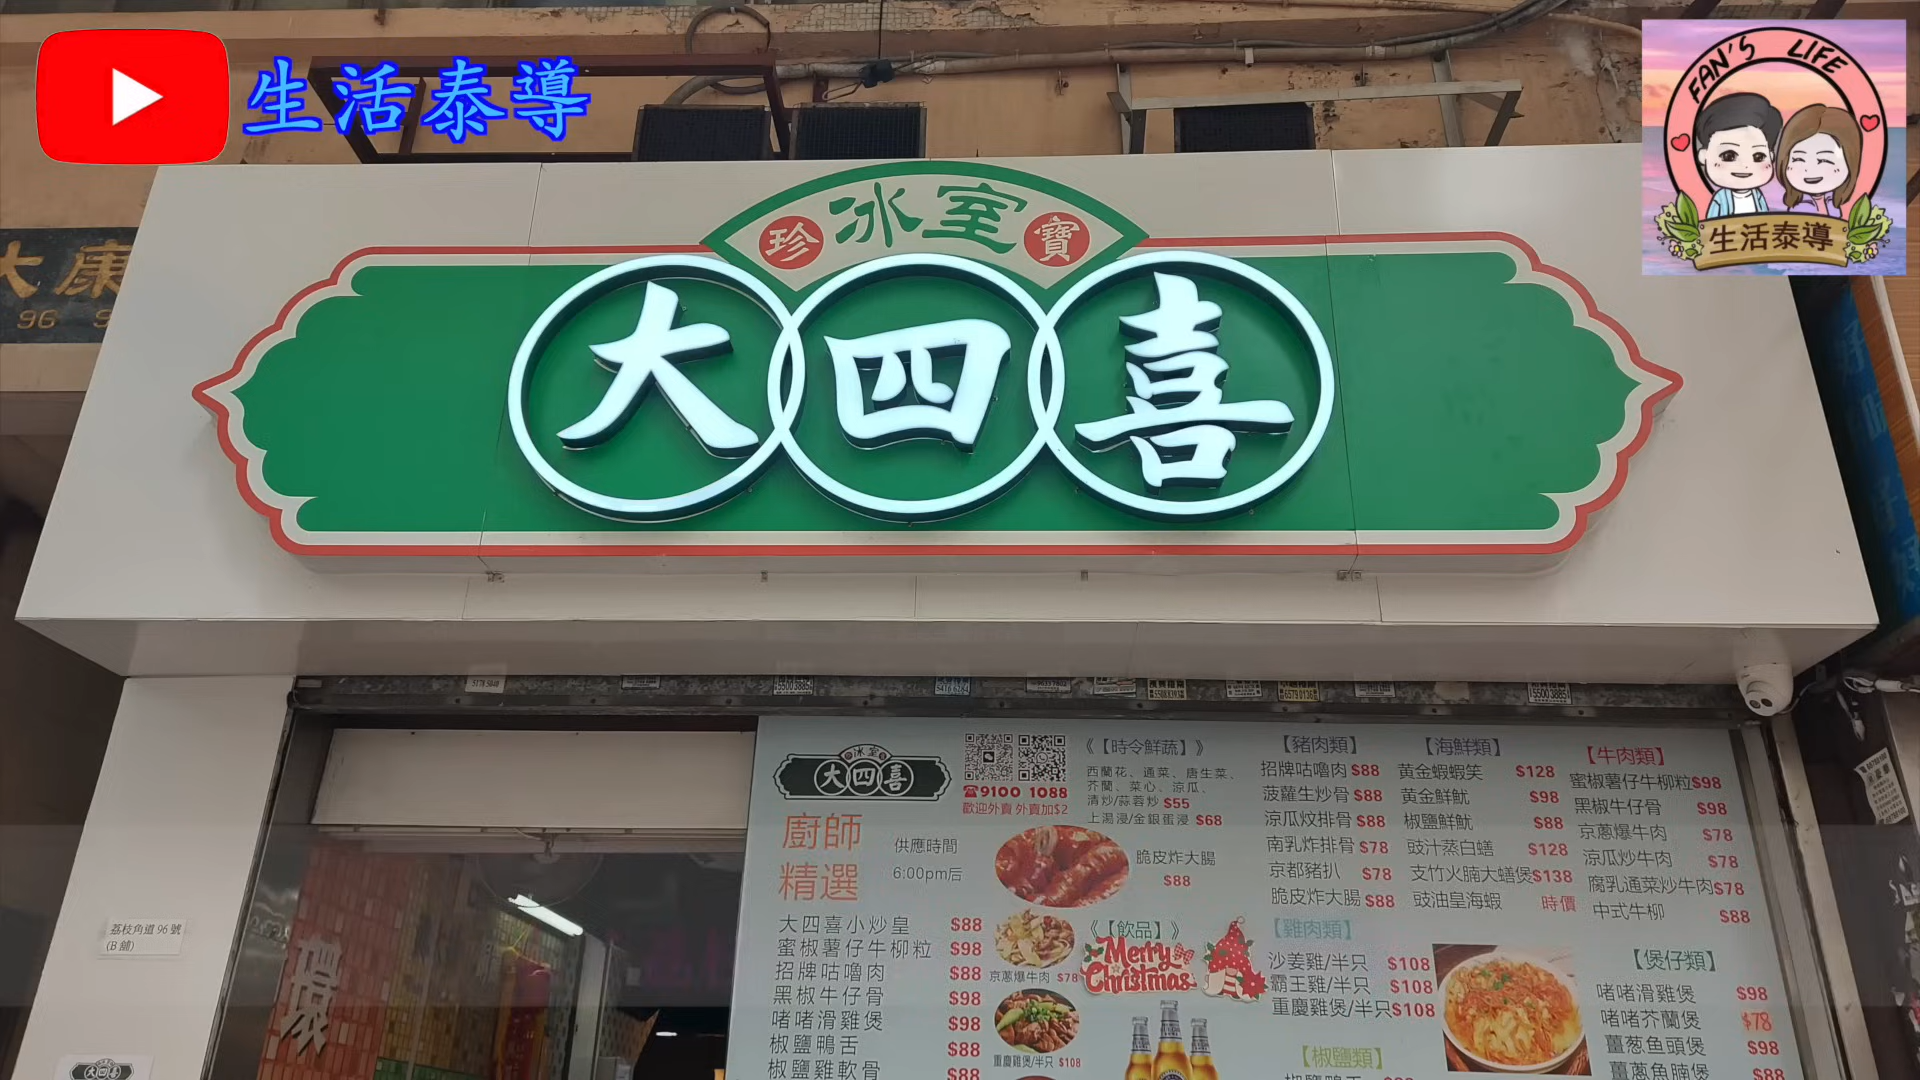 生活泰導
FAN'S LIFE
生活泰導
珍 冰室 寶
大四喜
大康
96
5178 5840
荔枝角道 96 號
(B 舖)
冰室
大四喜
☎9100 1088
歡迎外賣 外賣加$2
廚師
精選
供應時間
6:00pm后
大四喜小炒皇 $88
蜜椒薯仔牛柳粒 $98
招牌咕嚕肉 $88
黑椒牛仔骨 $98
啫啫滑雞煲 $98
椒鹽鴨舌 $88
椒鹽雞軟骨 $88
《【時令鮮蔬】》
西蘭花、通菜、唐生菜、
芥蘭、菜心、涼瓜、
清炒/蒜蓉炒 $55
上湯浸/金銀蛋浸 $68
脆皮炸大腸
$88
京蔥爆牛肉 $78
重慶雞煲/半只 $108
《【飲品】》
Merry
Christmas
【豬肉類】
招牌咕嚕肉 $88
菠蘿生炒骨 $88
涼瓜炆排骨 $88
南乳炸排骨 $78
京都豬扒 $78
脆皮炸大腸 $88
【雞肉類】
沙姜雞/半只 $108
霸王雞/半只 $108
重慶雞煲/半只 $108
【椒鹽類】
【海鮮類】
黄金蝦蝦笑 $128
黄金鮮魷 $98
椒鹽鮮魷 $88
豉汁蒸白鱔 $128
支竹火腩大鱔煲 $138
豉油皇海蝦 時價
【牛肉類】
蜜椒薯仔牛柳粒 $98
黑椒牛仔骨 $98
京蔥爆牛肉 $78
涼瓜炒牛肉 $78
腐乳通菜炒牛肉 $78
中式牛柳 $88
【煲仔類】
啫啫滑雞煲 $98
啫啫芥蘭煲 $78
薑葱鱼頭煲 $98
薑葱魚腩煲 $88
大四喜